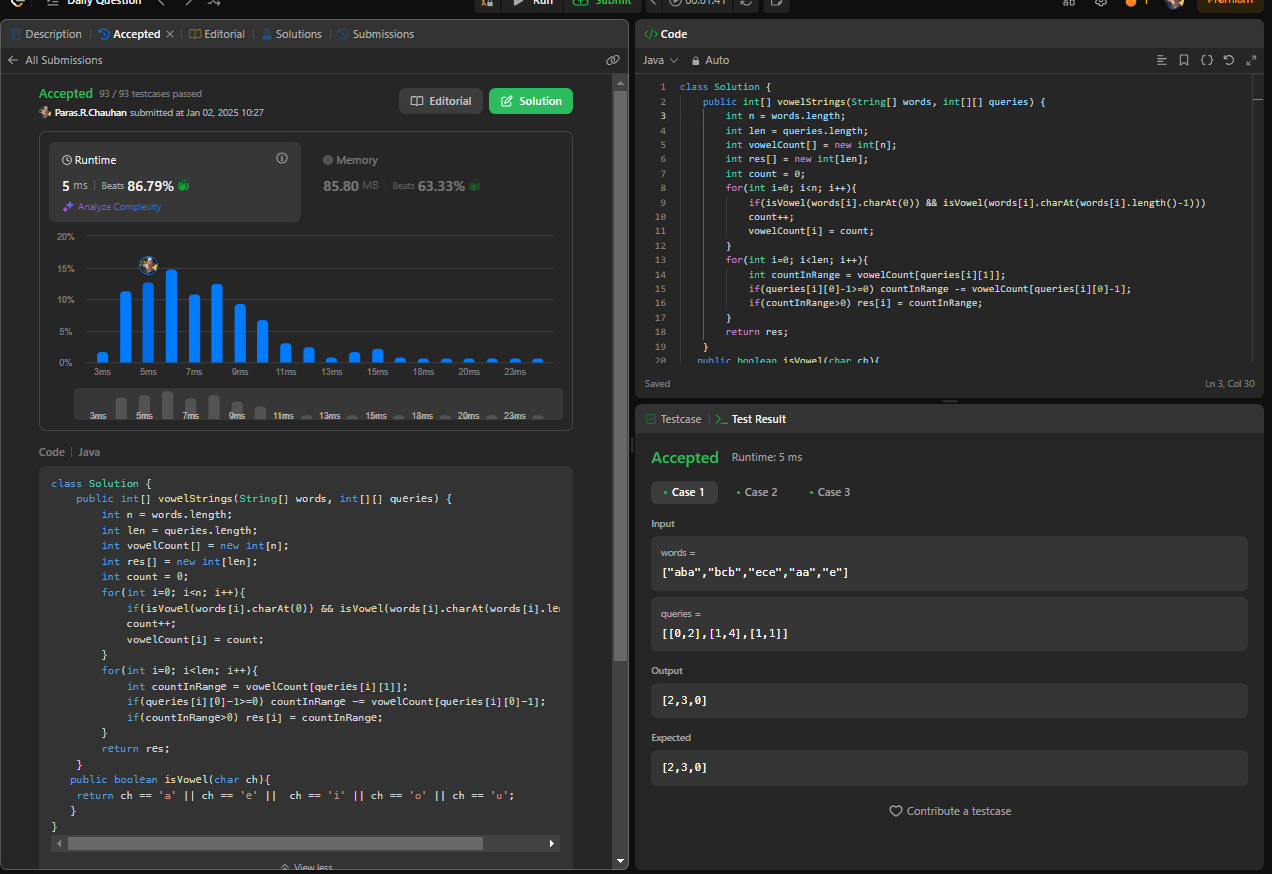 Daily Question
Run
Submit
00:01:41
1
Premium
Description
Accepted
Editorial
Solutions
Submissions
All Submissions
Accepted 93 / 93 testcases passed
Paras.R.Chauhan submitted at Jan 02, 2025 10:27
Editorial
Solution
Runtime
5 ms | Beats 86.79%
Analyze Complexity
Memory
85.80 MB | Beats 63.33%
20%
15%
10%
5%
0%
3ms 5ms 7ms 9ms 11ms 13ms 15ms 18ms 20ms 23ms
3ms 5ms 7ms 9ms 11ms 13ms 15ms 18ms 20ms 23ms
Code | Java
class Solution {
public int[] vowelStrings(String[] words, int[][] queries) {
int n = words.length;
int len = queries.length;
int vowelCount[] = new int[n];
int res[] = new int[len];
int count = 0;
for(int i=0; i<n; i++){
if(isVowel(words[i].charAt(0)) && isVowel(words[i].charAt(words[i].le
count++;
vowelCount[i] = count;
}
for(int i=0; i<len; i++){
int countInRange = vowelCount[queries[i][1]];
if(queries[i][0]-1>=0) countInRange -= vowelCount[queries[i][0]-1];
if(countInRange>0) res[i] = countInRange;
}
return res;
}
public boolean isVowel(char ch){
return ch == 'a' || ch == 'e' ||  ch == 'i' || ch == 'o' || ch == 'u';
}
}
View less
Code
Java
Auto
1 class Solution {
2 public int[] vowelStrings(String[] words, int[][] queries) {
3 int n = words.length;
4 int len = queries.length;
5 int vowelCount[] = new int[n];
6 int res[] = new int[len];
7 int count = 0;
8 for(int i=0; i<n; i++){
9 if(isVowel(words[i].charAt(0)) && isVowel(words[i].charAt(words[i].length()-1)))
10 count++;
11 vowelCount[i] = count;
12 }
13 for(int i=0; i<len; i++){
14 int countInRange = vowelCount[queries[i][1]];
15 if(queries[i][0]-1>=0) countInRange -= vowelCount[queries[i][0]-1];
16 if(countInRange>0) res[i] = countInRange;
17 }
18 return res;
19 }
20 public boolean isVowel(char ch){
Saved
Ln 3, Col 30
Testcase
Test Result
Accepted Runtime: 5 ms
Case 1
Case 2
Case 3
Input
words =
["aba","bcb","ece","aa","e"]
queries =
[[0,2],[1,4],[1,1]]
Output
[2,3,0]
Expected
[2,3,0]
Contribute a testcase